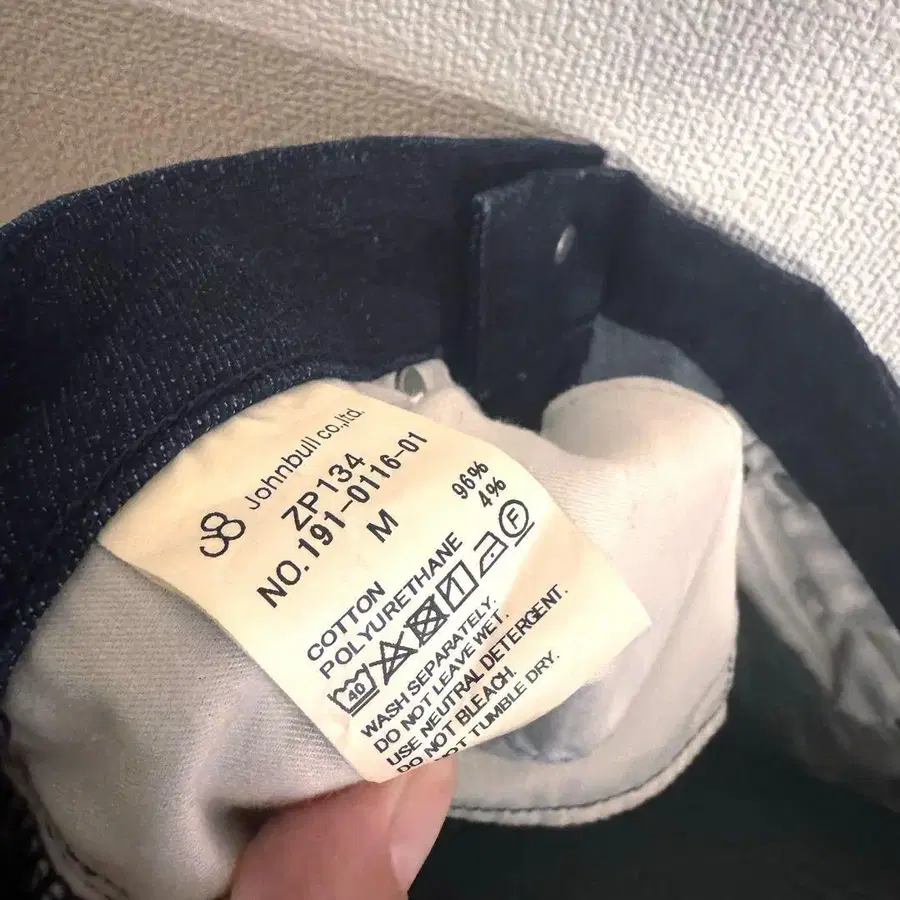 Johnbull co.,ltd.
ZP134
NO.191-0116-01
M
COTTON 96%
POLYURETHANE 4%
40 F
WASH SEPARATELY.
DO NOT LEAVE WET.
USE NEUTRAL DETERGENT.
DO NOT BLEACH.
DO NOT TUMBLE DRY.